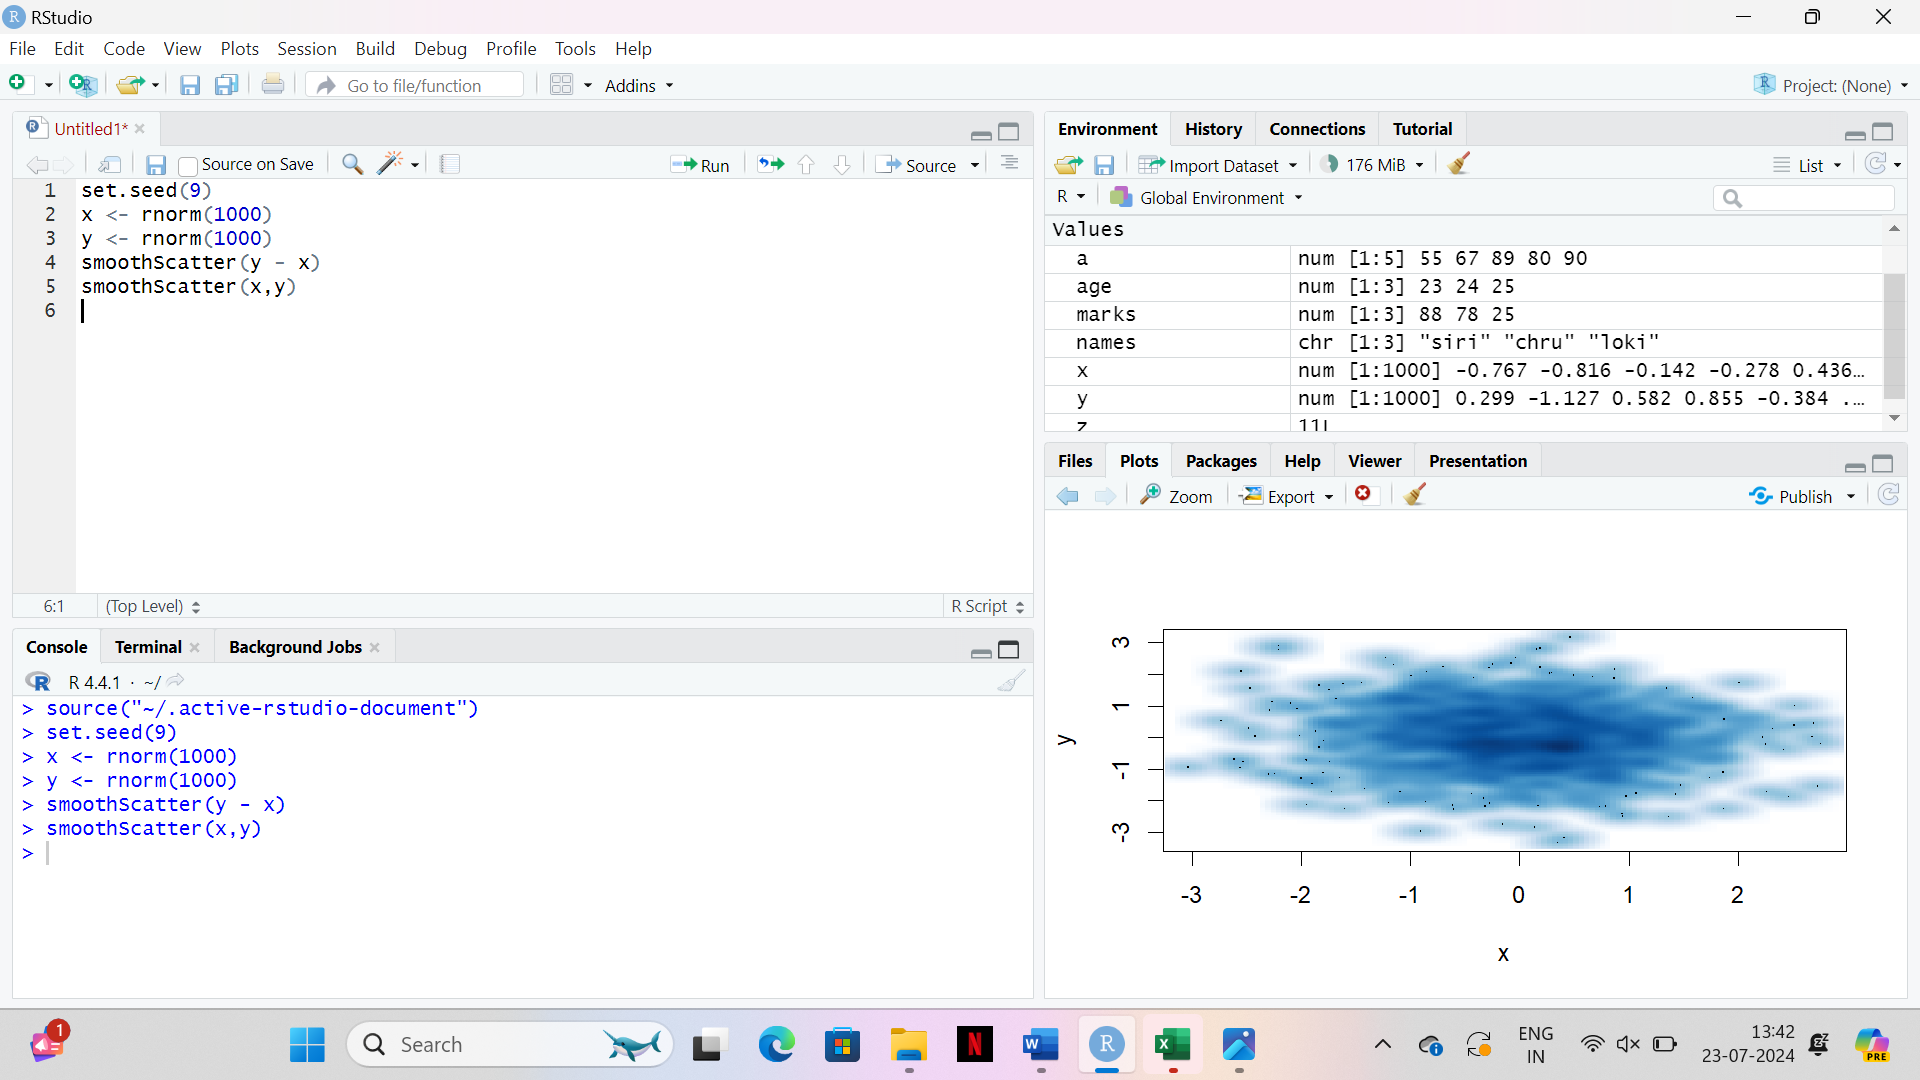 RStudio
File Edit Code View Plots Session Build Debug Profile Tools Help
Go to file/function Addins Project: (None)
Untitled1*
Source on Save Run Source
1 set.seed(9)
2 x <- rnorm(1000)
3 y <- rnorm(1000)
4 smoothScatter(y - x)
5 smoothScatter(x,y)
6
6:1 (Top Level) R Script
Console Terminal Background Jobs
R 4.4.1 · ~/
> source("~/.active-rstudio-document")
> set.seed(9)
> x <- rnorm(1000)
> y <- rnorm(1000)
> smoothScatter(y - x)
> smoothScatter(x,y)
>
Environment History Connections Tutorial
Import Dataset 176 MiB List
R Global Environment
Values
a num [1:5] 55 67 89 80 90
age num [1:3] 23 24 25
marks num [1:3] 88 78 25
names chr [1:3] "siri" "chru" "loki"
x num [1:1000] -0.767 -0.816 -0.142 -0.278 0.436…
y num [1:1000] 0.299 -1.127 0.582 0.855 -0.384 .…
z 11L
Files Plots Packages Help Viewer Presentation
Zoom Export Publish
3
1
-1
-3
y
-3 -2 -1 0 1 2
x
1
Search
ENG
IN
13:42
23-07-2024
PRE